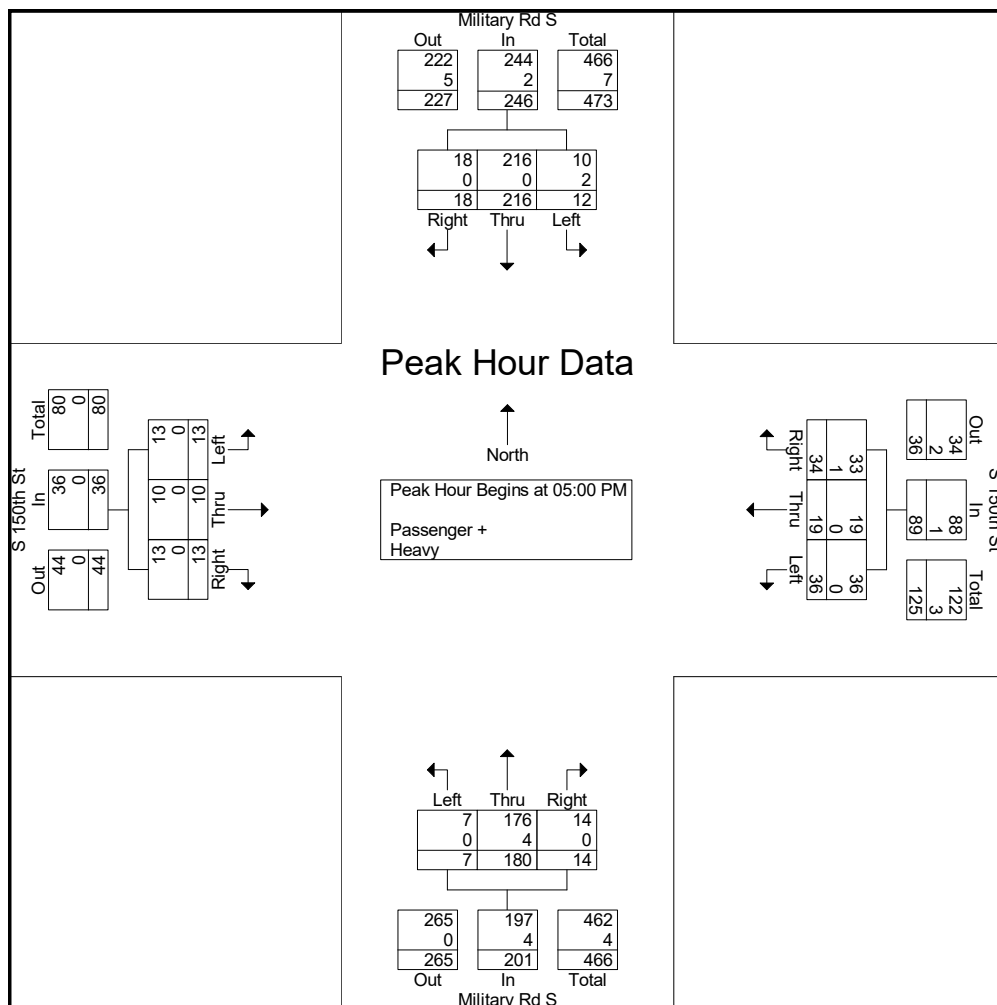 Military Rd S
Out In Total
222 244 466
5 2 7
227 246 473
18 216 10
0 0 2
18 216 12
Right Thru Left
Peak Hour Data
North
Peak Hour Begins at 05:00 PM
Passenger +
Heavy
S 150th St
Out In Total
44 36 80
0 0 0
44 36 80
13 10 13
0 0 0
13 10 13
Left Thru Right
S 150th St
Out In Total
34 88 122
2 1 3
36 89 125
33 19 36
1 0 0
34 19 36
Right Thru Left
Left Thru Right
7 176 14
0 4 0
7 180 14
265 197 462
0 4 4
265 201 466
Out In Total
Military Rd S